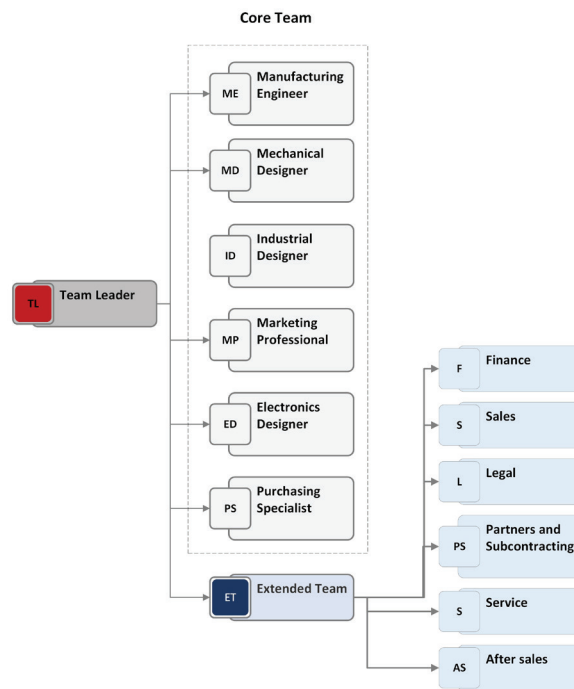 Core Team
ME
Manufacturing
Engineer
MD
Mechanical
Designer
ID
Industrial
Designer
TL
Team Leader
MP
Marketing
Professional
ED
Electronics
Designer
PS
Purchasing
Specialist
ET
Extended Team
F
Finance
S
Sales
L
Legal
PS
Partners and
Subcontracting
S
Service
AS
After sales